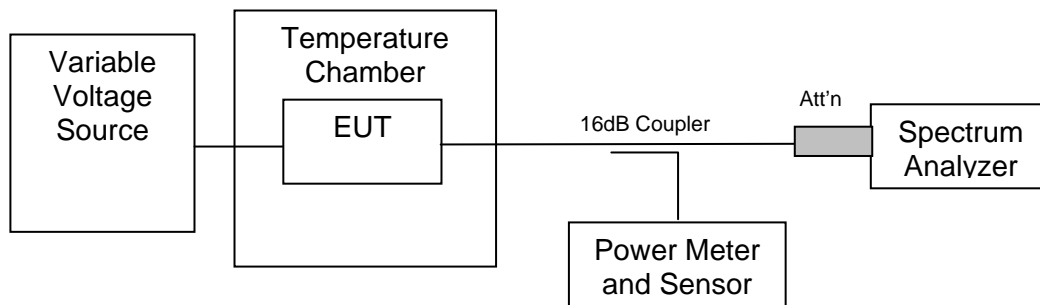 Variable
Voltage
Source
Temperature
Chamber
EUT
16dB Coupler
Att'n
Spectrum
Analyzer
Power Meter
and Sensor